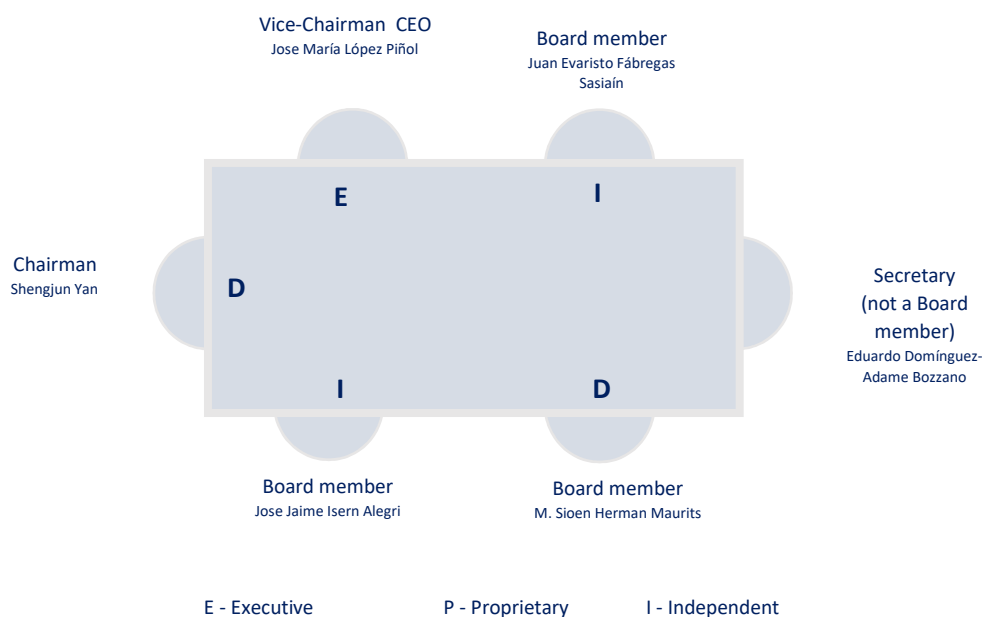 Vice-Chairman CEO
Jose María López Piñol
Board member
Juan Evaristo Fábregas
Sasiaín
E
I
Chairman
Shengjun Yan
D
Secretary
(not a Board
member)
Eduardo Domínguez-
Adame Bozzano
I
D
Board member
Jose Jaime Isern Alegri
Board member
M. Sioen Herman Maurits
E - Executive
P - Proprietary
I - Independent